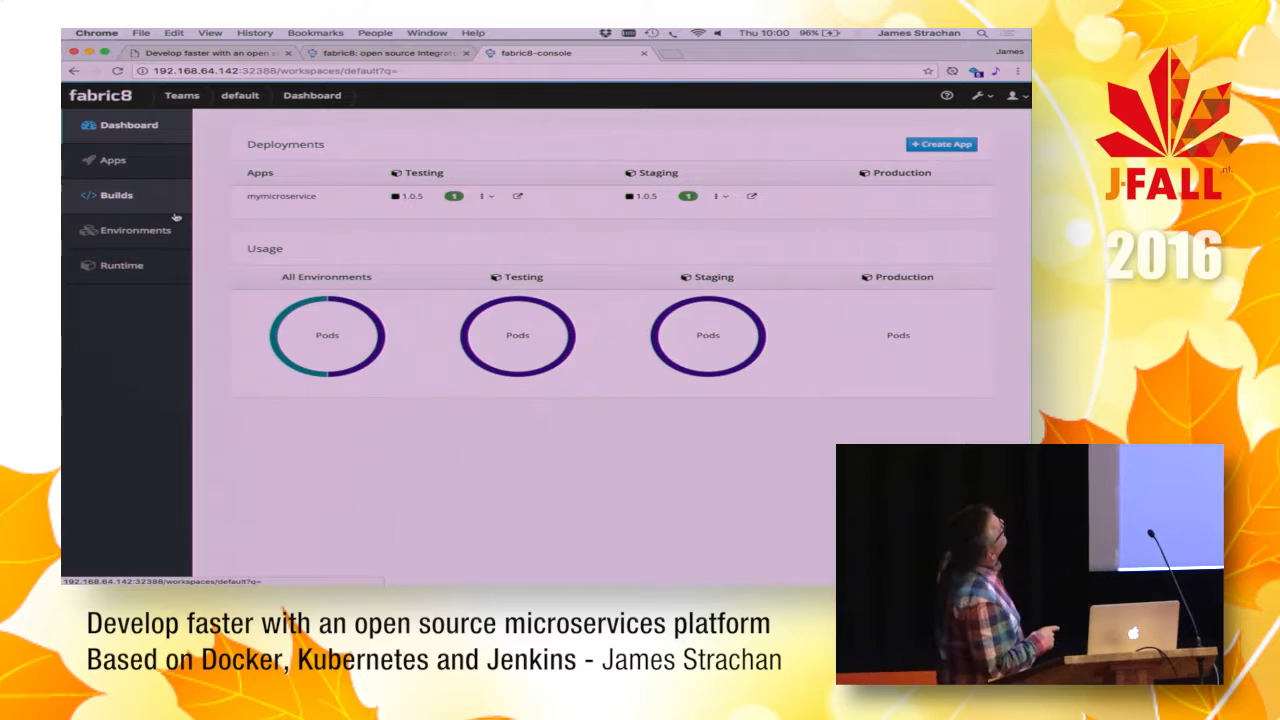 Chrome File Edit View History Bookmarks People Window Help Thu 10:00 96% James Strachan
Develop faster with an open s × fabric8: open source Integrat × fabric8-console × James
192.168.64.142:32388/workspaces/default?q=
fabric8 Teams default Dashboard
Dashboard
Apps
Builds
Environments
Runtime
Deployments
+ Create App
Apps Testing Staging Production
mymicroservice 1.0.5 1 1.0.5 1
Usage
All Environments Testing Staging Production
Pods Pods Pods Pods
192.168.64.142:32388/workspaces/default?q=
J-FALL.nl
2016
Develop faster with an open source microservices platform
Based on Docker, Kubernetes and Jenkins - James Strachan